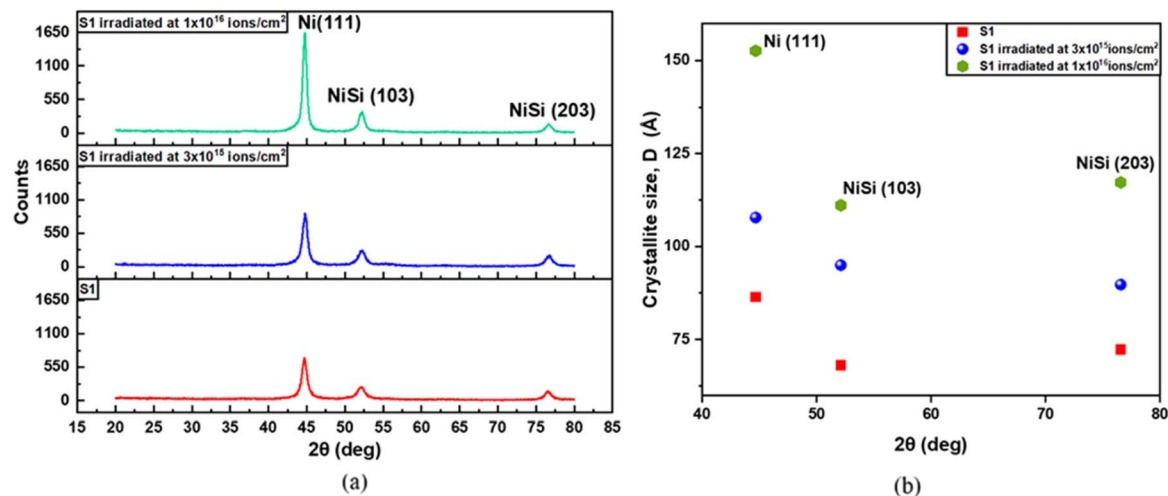 S1 irradiated at 1x10¹⁶ ions/cm²
Ni(111)
NiSi (103)
NiSi (203)
1650
1100
550
0
S1 irradiated at 3x10¹⁵ ions/cm²
1650
1100
550
0
S1
1650
1100
550
0
Counts
15 20 25 30 35 40 45 50 55 60 65 70 75 80 85
2θ (deg)
(a)
S1
S1 irradiated at 3x10¹⁵ions/cm²
S1 irradiated at 1x10¹⁶ions/cm²
Ni (111)
NiSi (103)
NiSi (203)
150
125
100
75
Crystallite size, D (Å)
40 50 60 70 80
2θ (deg)
(b)